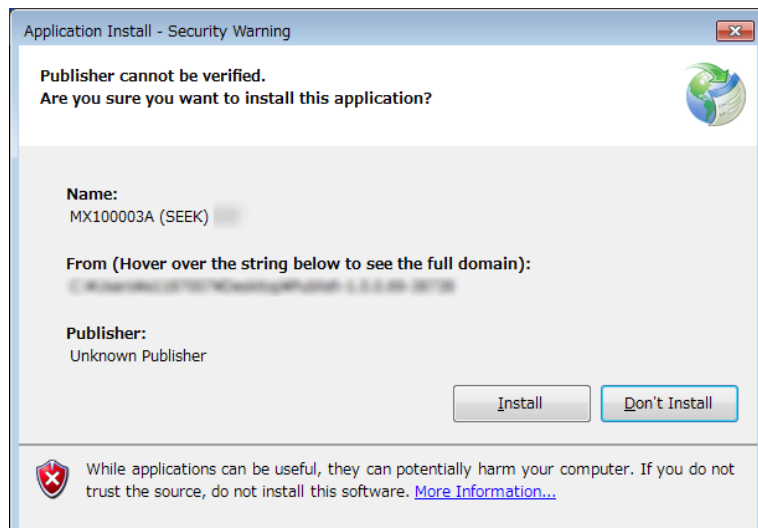 Application Install - Security Warning
Publisher cannot be verified.
Are you sure you want to install this application?
Name:
MX100003A (SEEK)
From (Hover over the string below to see the full domain):
Publisher:
Unknown Publisher
Install
Don't Install
While applications can be useful, they can potentially harm your computer. If you do not
trust the source, do not install this software. More Information...